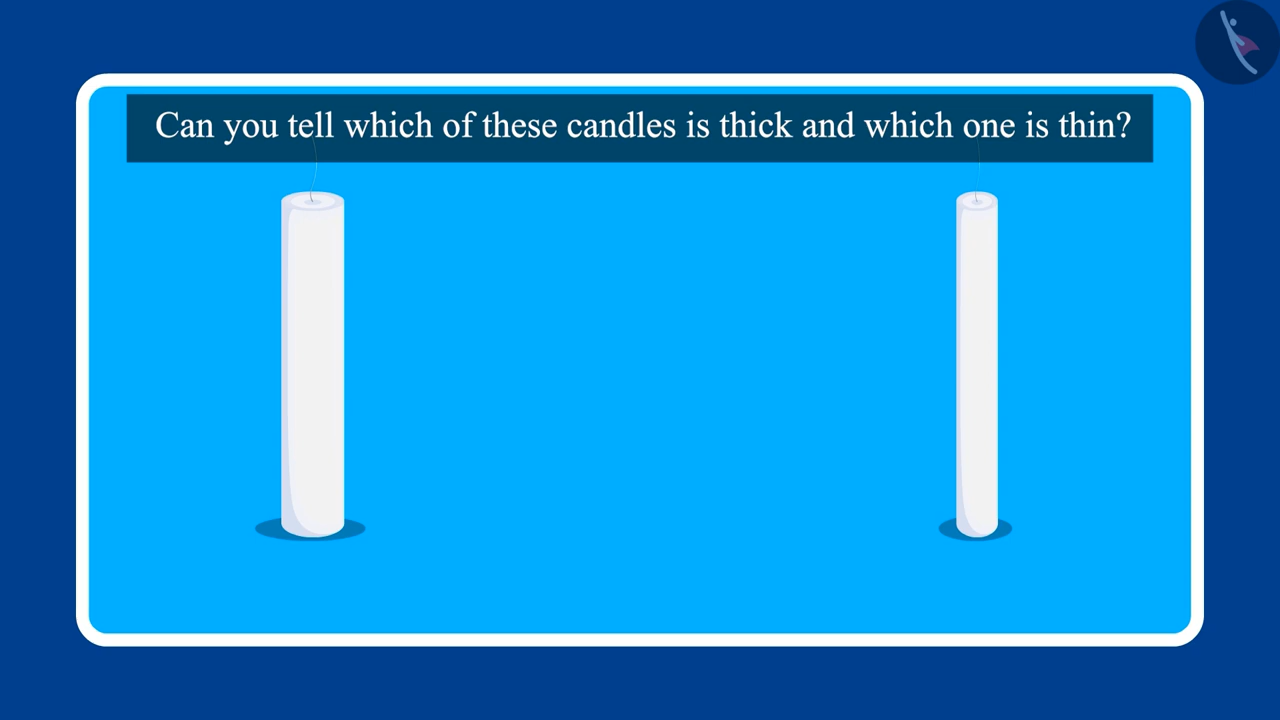 Can you tell which of these candles is thick and which one is thin?